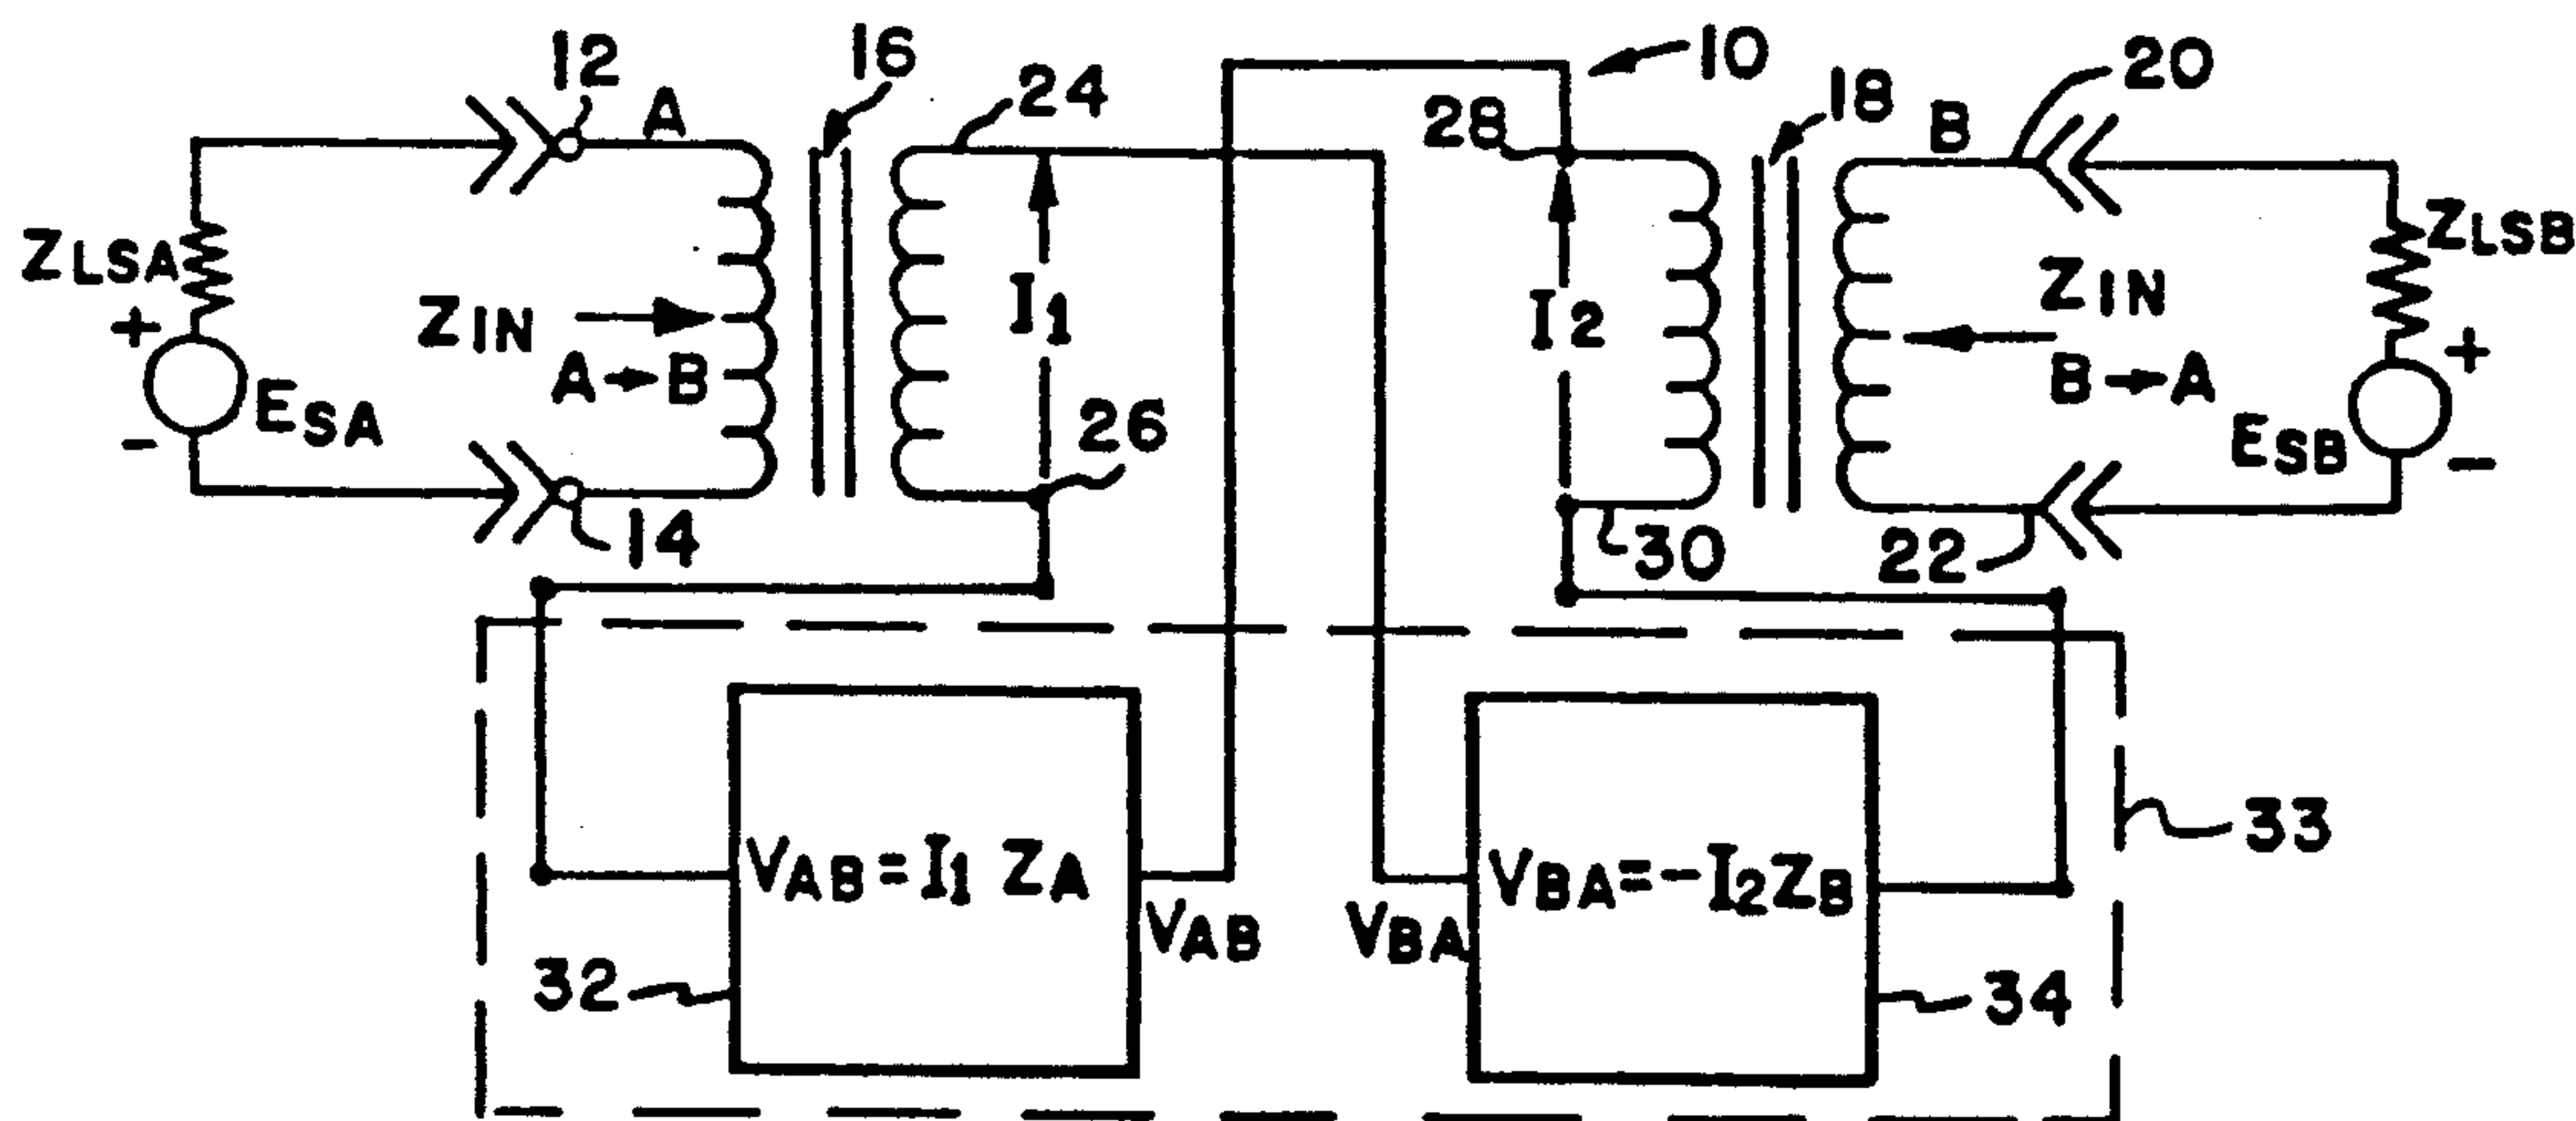 12
A
16
24
10
28
18
B
20
ZLSA
+
ESA
-
ZIN
A→B
I1
26
I2
ZIN
B→A
ZLSB
+
ESB
-
14
30
22
VAB=I1 ZA
VAB
VBA
VBA=-I2ZB
33
32
34